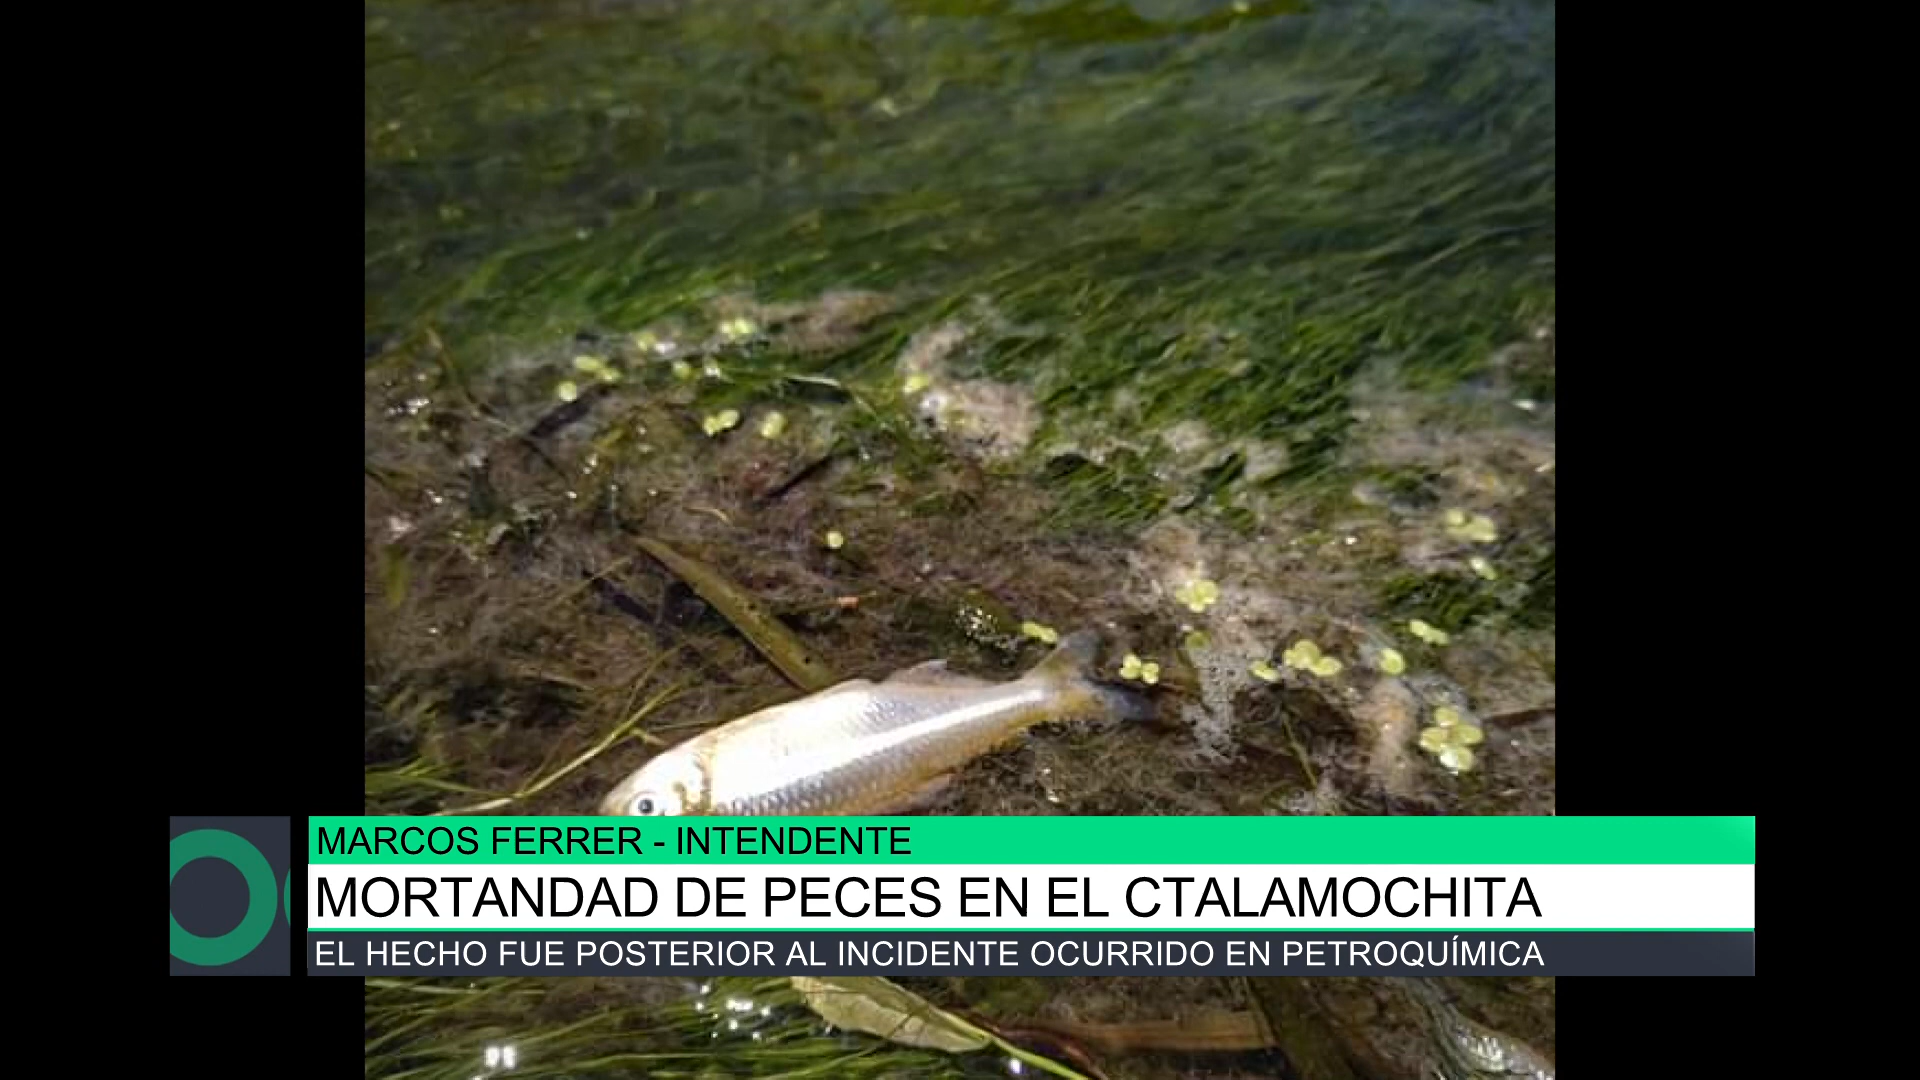 MARCOS FERRER - INTENDENTE
MORTANDAD DE PECES EN EL CTALAMOCHITA
EL HECHO FUE POSTERIOR AL INCIDENTE OCURRIDO EN PETROQUÍMICA